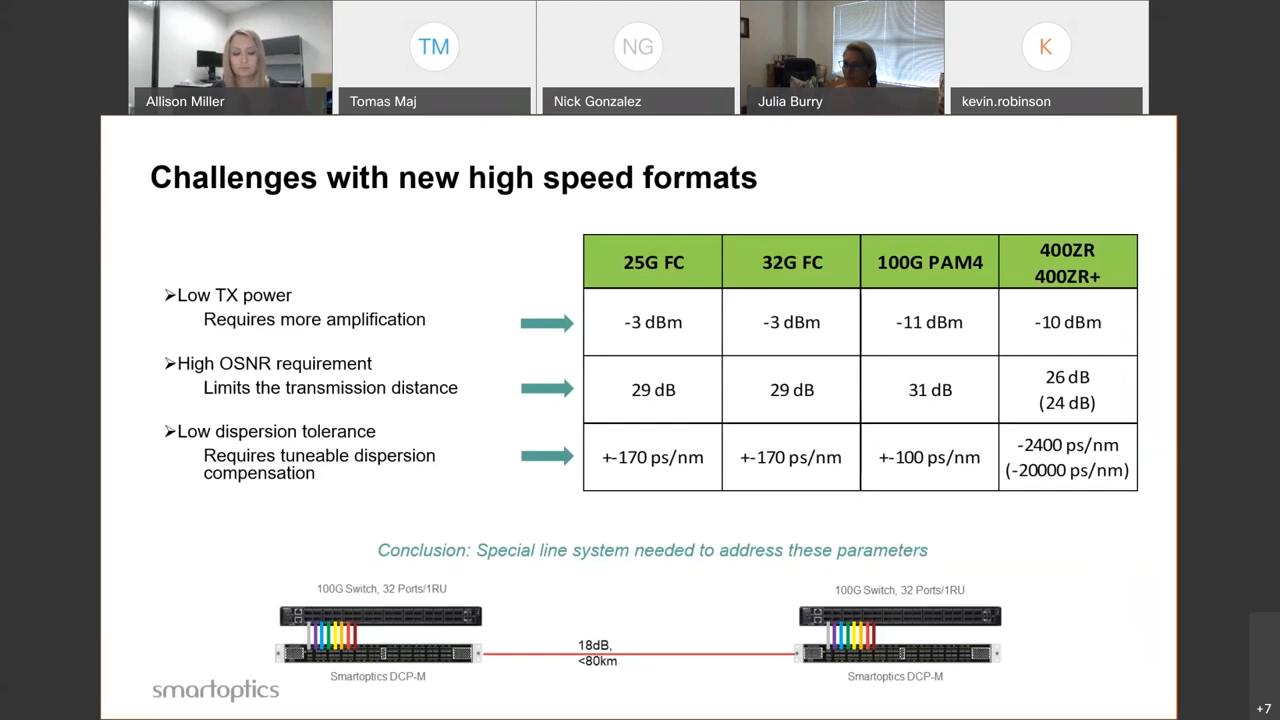 TM
NG
K
Allison Miller
Tomas Maj
Nick Gonzalez
Julia Burry
kevin.robinson
Challenges with new high speed formats
➢Low TX power
Requires more amplification
➢High OSNR requirement
Limits the transmission distance
➢Low dispersion tolerance
Requires tuneable dispersion
compensation
25G FC
32G FC
100G PAM4
400ZR
400ZR+
-3 dBm
-3 dBm
-11 dBm
-10 dBm
29 dB
29 dB
31 dB
26 dB
(24 dB)
+-170 ps/nm
+-170 ps/nm
+-100 ps/nm
-2400 ps/nm
(-20000 ps/nm)
Conclusion: Special line system needed to address these parameters
100G Switch, 32 Ports/1RU
100G Switch, 32 Ports/1RU
18dB,
<80km
Smartoptics DCP-M
Smartoptics DCP-M
smartoptics
+7